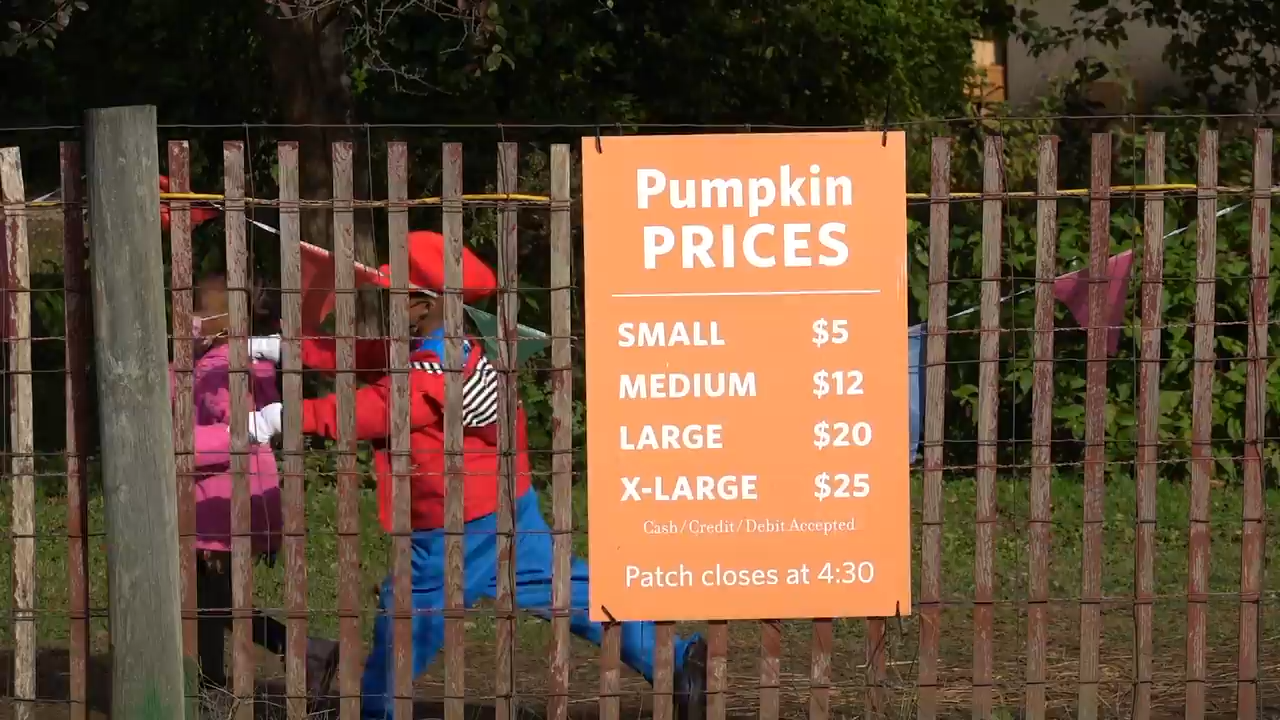 Pumpkin
PRICES
SMALL $5
MEDIUM $12
LARGE $20
X-LARGE $25
Cash/Credit/Debit Accepted
Patch closes at 4:30